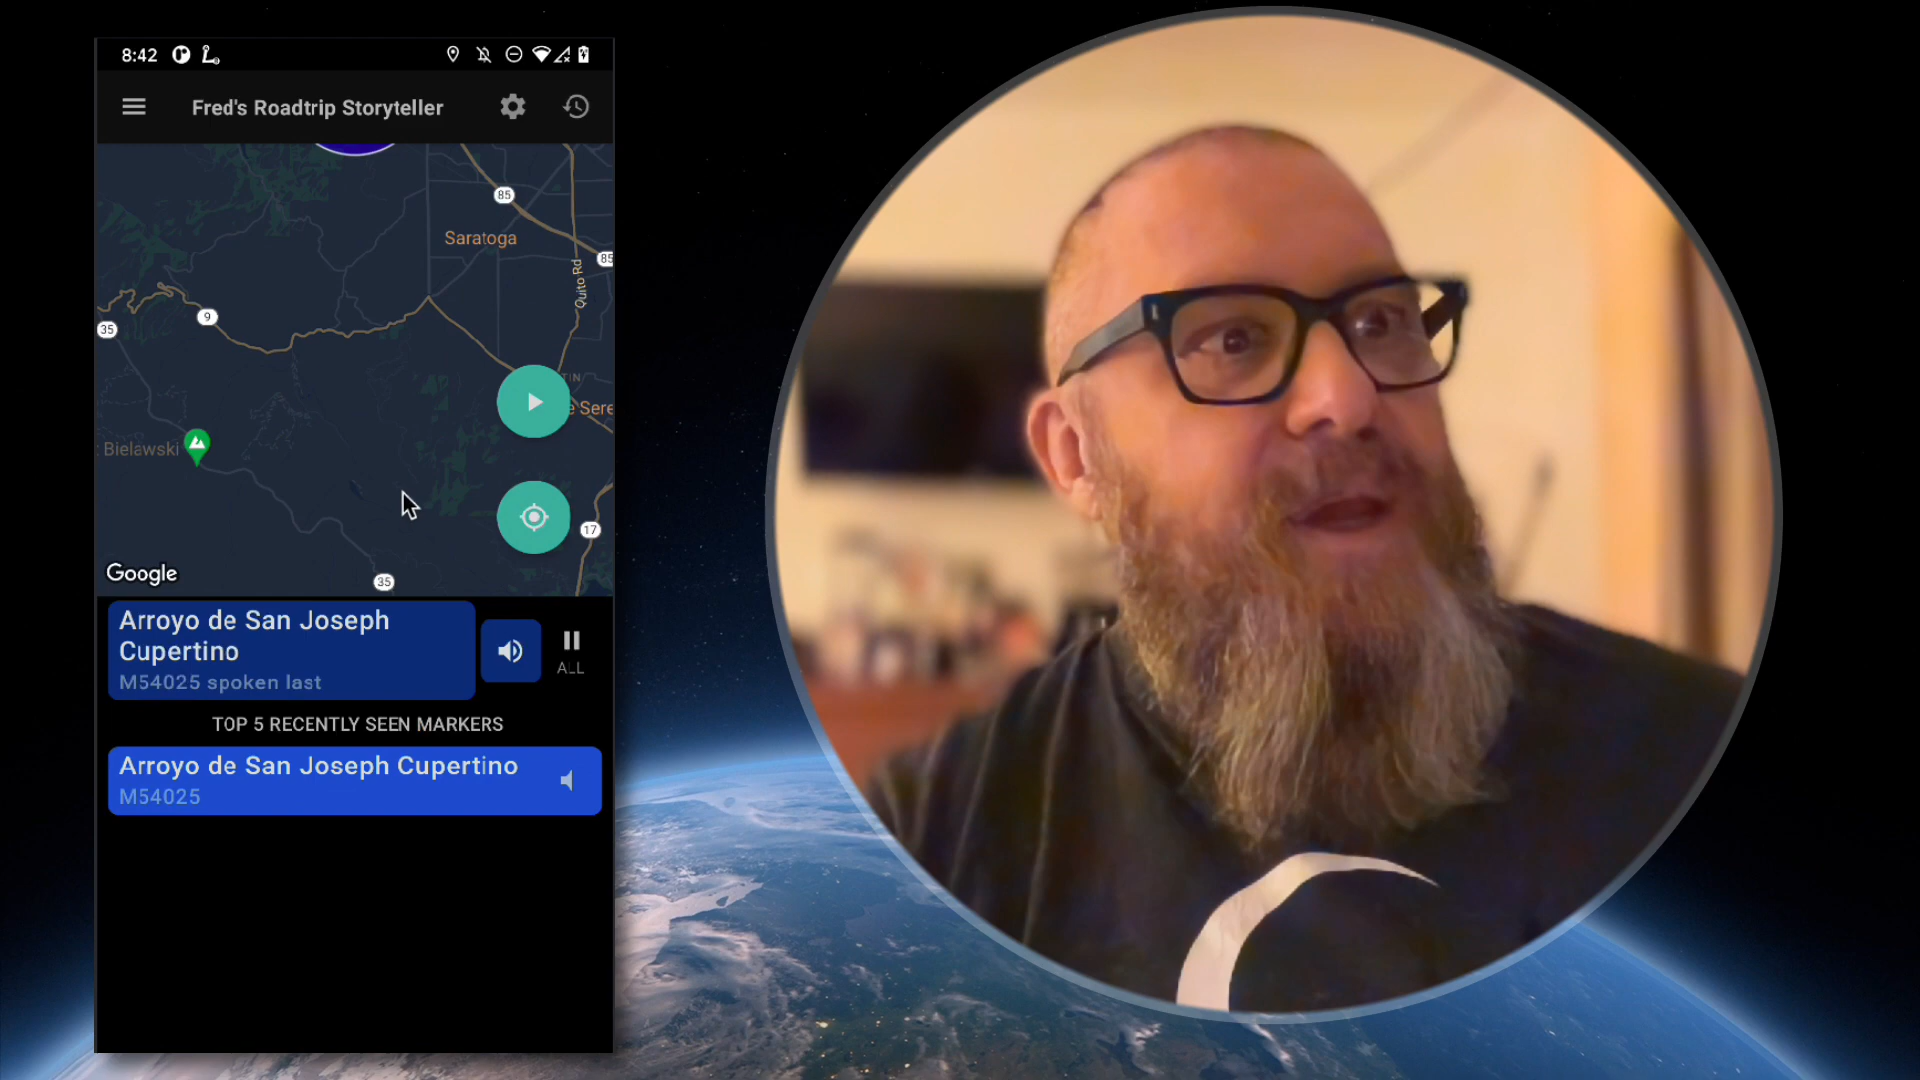 8:42
Fred's Roadtrip Storyteller
85
Saratoga
85
Quito Rd
9
35
TIN
e Sere
Bielawski
17
Google
35
Arroyo de San Joseph
Cupertino
M54025 spoken last
ALL
TOP 5 RECENTLY SEEN MARKERS
Arroyo de San Joseph Cupertino
M54025